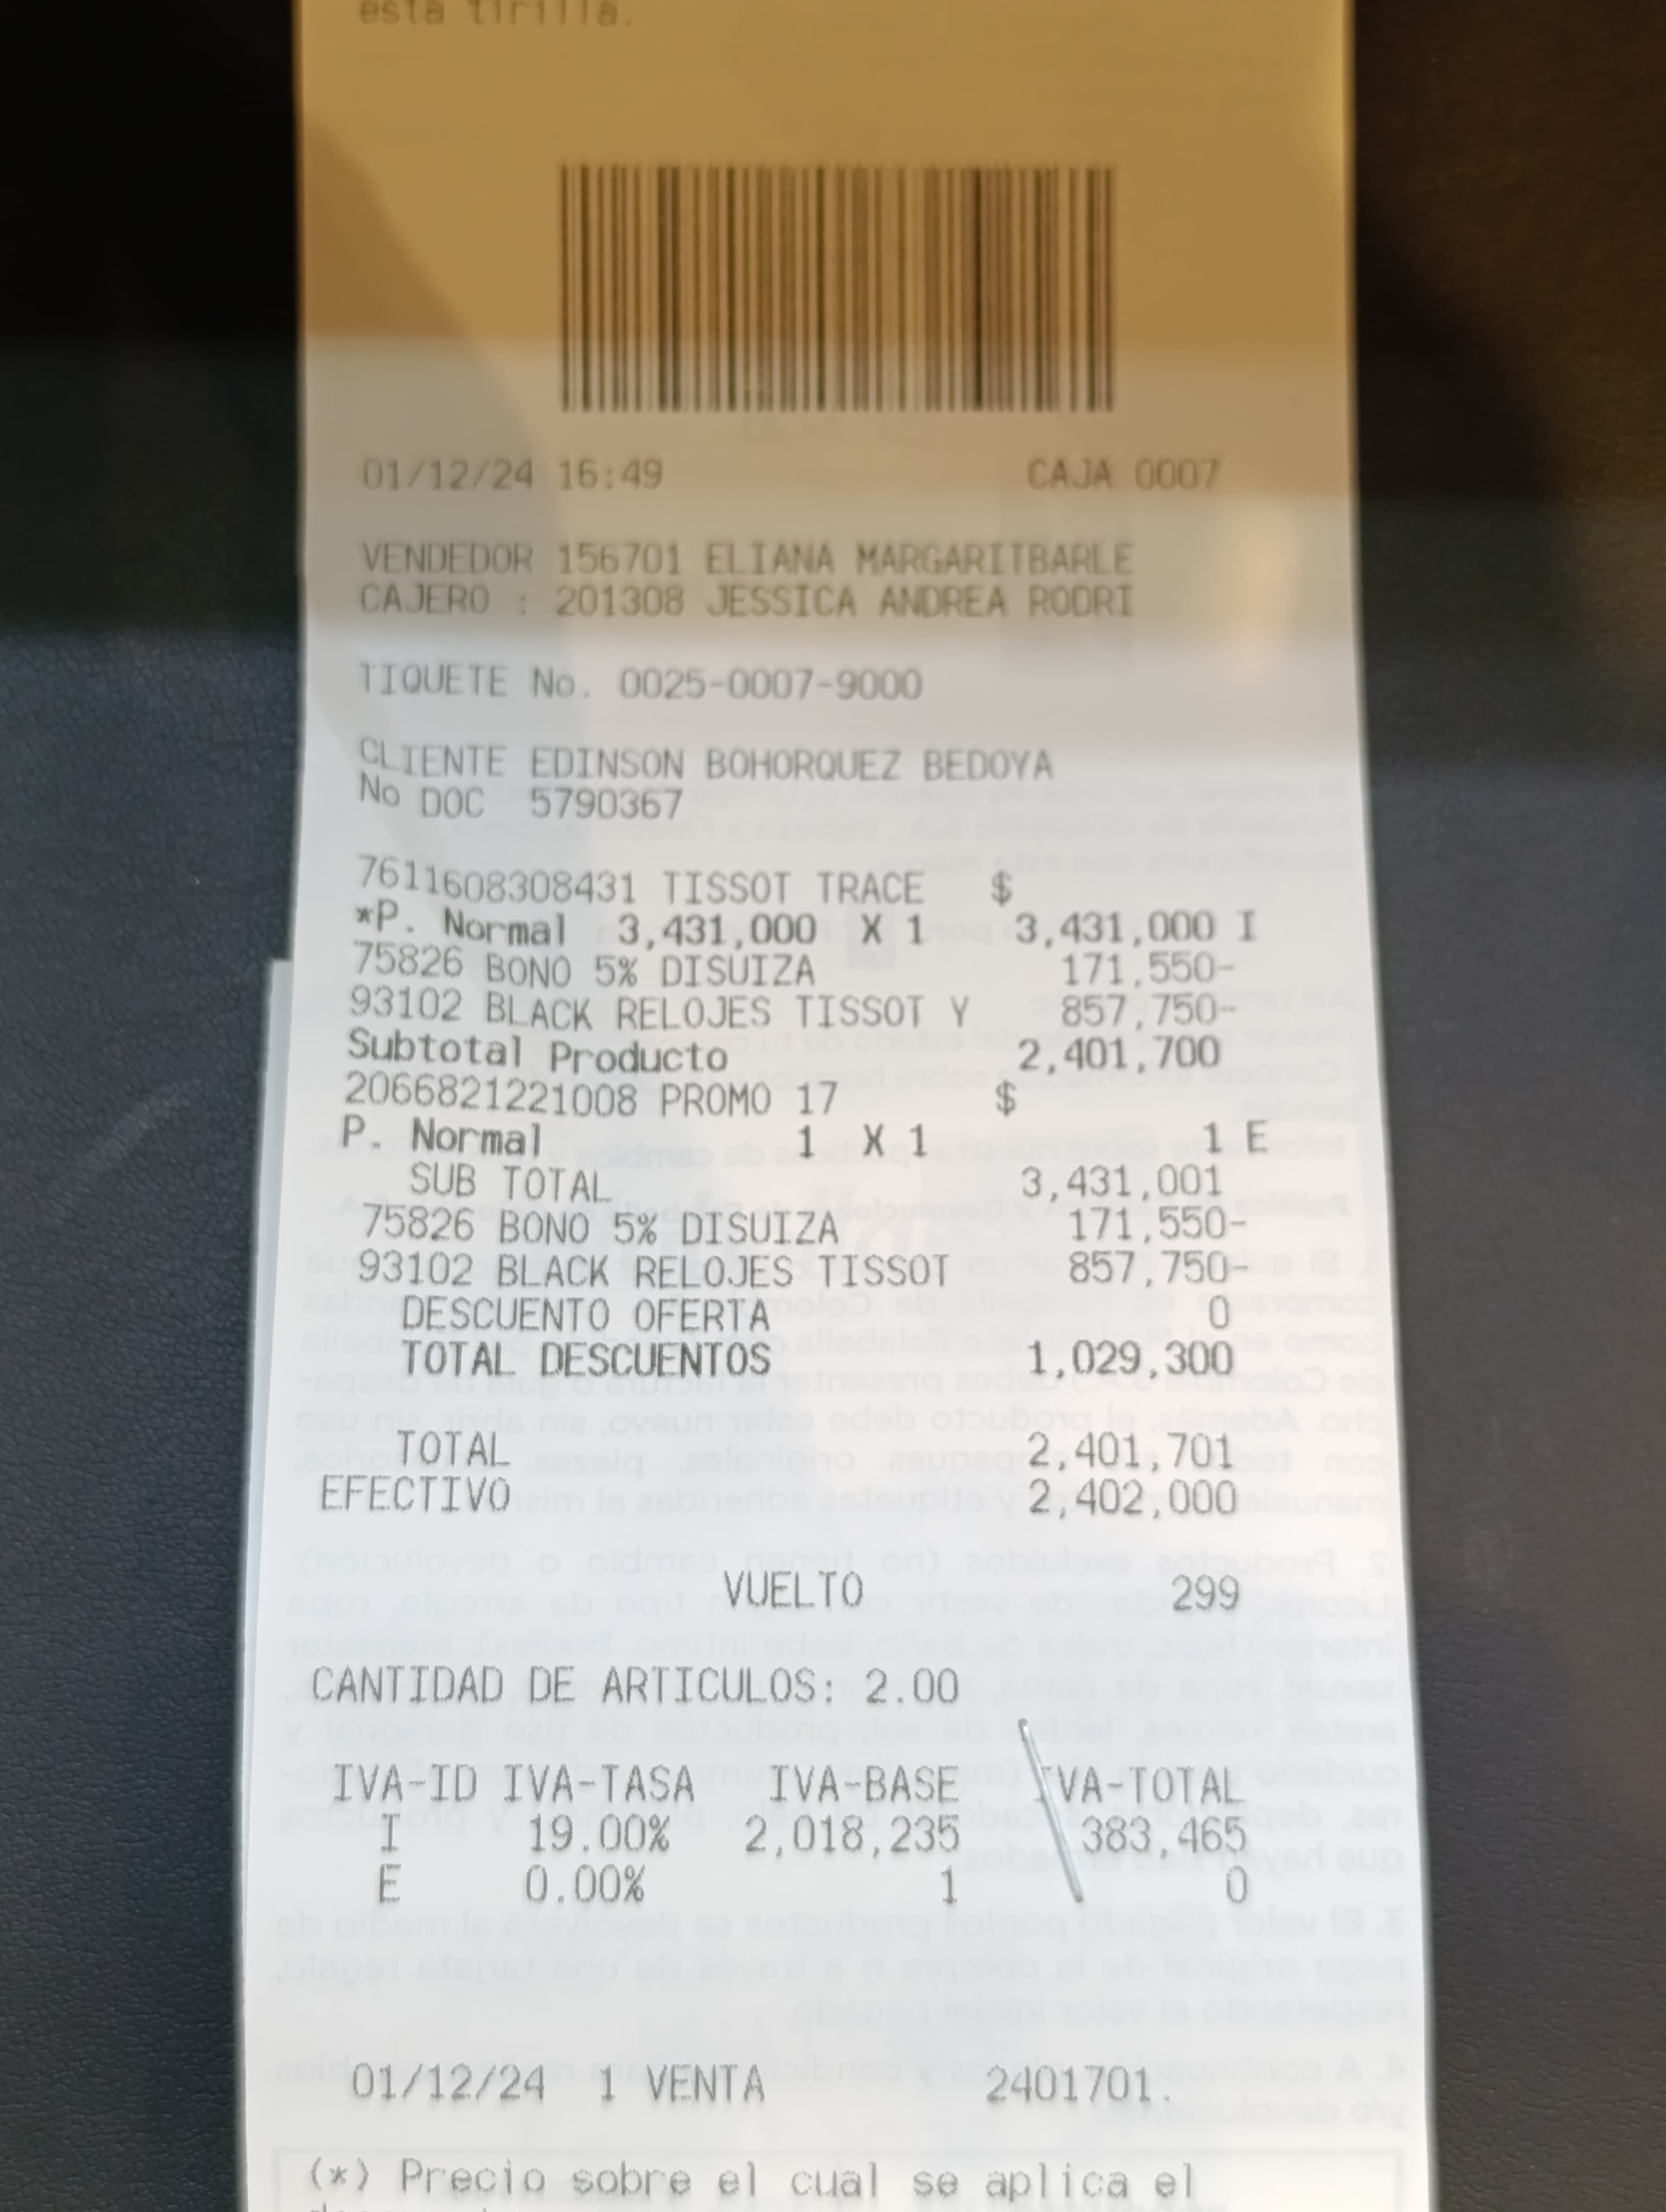 esta tirilla.
01/12/24 16:49 CAJA 0007
VENDEDOR 156701 ELIANA MARGARITBARLE
CAJERO : 201308 JESSICA ANDREA RODRI
TIQUETE No. 0025-0007-9000
CLIENTE EDINSON BOHORQUEZ BEDOYA
No DOC 5790367
7611608308431 TISSOT TRACE $
*P. Normal 3,431,000 X 1 3,431,000 I
75826 BONO 5% DISUIZA 171,550-
93102 BLACK RELOJES TISSOT Y 857,750-
Subtotal Producto 2,401,700
2066821221008 PROMO 17 $
P. Normal 1 X 1 1 E
SUB TOTAL 3,431,001
75826 BONO 5% DISUIZA 171,550-
93102 BLACK RELOJES TISSOT 857,750-
DESCUENTO OFERTA 0
TOTAL DESCUENTOS 1,029,300
TOTAL 2,401,701
EFECTIVO 2,402,000
VUELTO 299
CANTIDAD DE ARTICULOS: 2.00
IVA-ID IVA-TASA IVA-BASE IVA-TOTAL
I 19.00% 2,018,235 383,465
E 0.00% 1 0
01/12/24 1 VENTA 2401701.
(*) Precio sobre el cual se aplica el